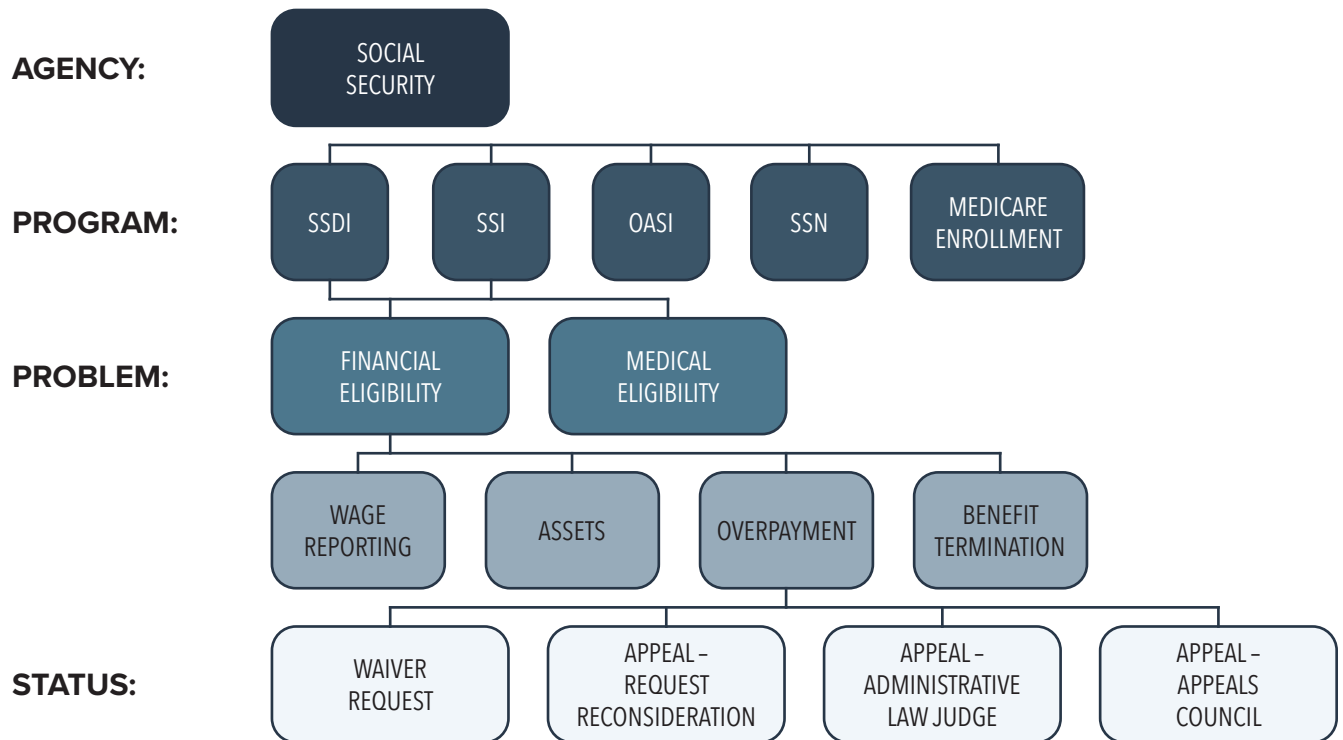 AGENCY:
SOCIAL
SECURITY
PROGRAM:
SSDI
SSI
OASI
SSN
MEDICARE
ENROLLMENT
PROBLEM:
FINANCIAL
ELIGIBILITY
MEDICAL
ELIGIBILITY
WAGE
REPORTING
ASSETS
OVERPAYMENT
BENEFIT
TERMINATION
STATUS:
WAIVER
REQUEST
APPEAL –
REQUEST
RECONSIDERATION
APPEAL –
ADMINISTRATIVE
LAW JUDGE
APPEAL –
APPEALS
COUNCIL